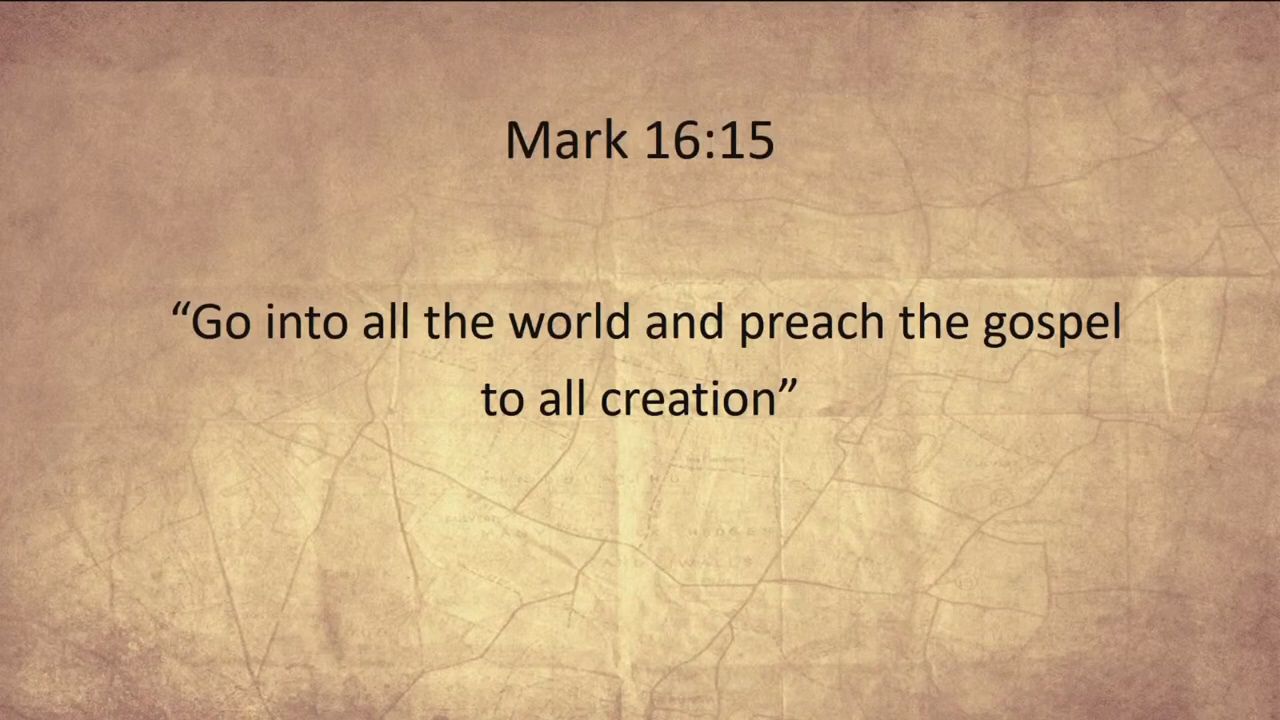 Mark 16:15
“Go into all the world and preach the gospel
to all creation”